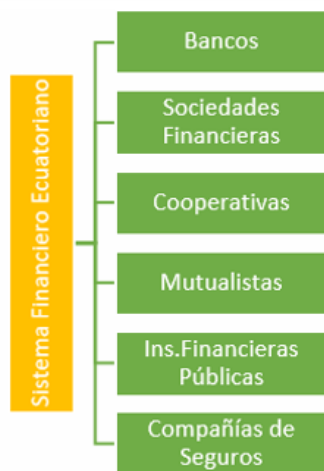 Sistema Financiero Ecuatoriano
Bancos
Sociedades
Financieras
Cooperativas
Mutualistas
Ins.Financieras
Públicas
Compañías de
Seguros